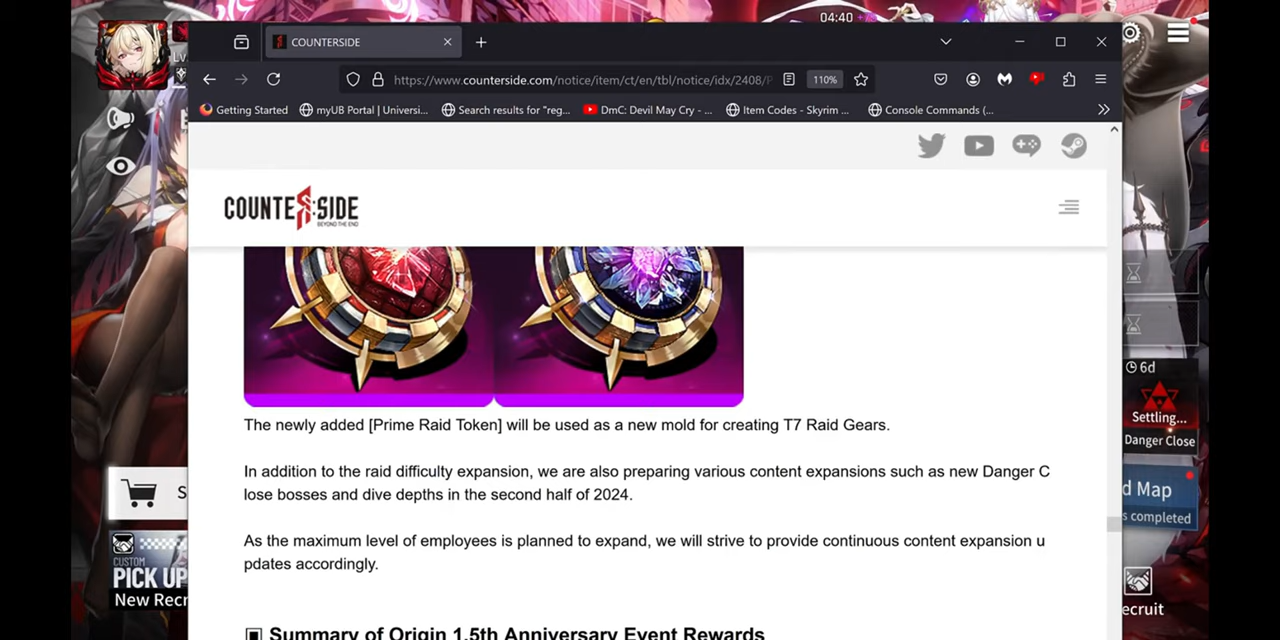 04:40
Lv
COUNTERSIDE
https://www.counterside.com/notice/item/ct/en/tbl/notice/idx/2408/P
110%
Getting Started
myUB Portal | Universi...
Search results for "reg...
DmC: Devil May Cry - ...
Item Codes - Skyrim ...
Console Commands (...
COUNTERSIDE
BEYOND THE END
The newly added [Prime Raid Token] will be used as a new mold for creating T7 Raid Gears.
In addition to the raid difficulty expansion, we are also preparing various content expansions such as new Danger C
lose bosses and dive depths in the second half of 2024.
As the maximum level of employees is planned to expand, we will strive to provide continuous content expansion u
pdates accordingly.
Summary of Origin 1.5th Anniversary Event Rewards
6d
Settling...
Danger Close
d Map
s completed
ecruit
S
CUSTOM
PICK UP
New Recr